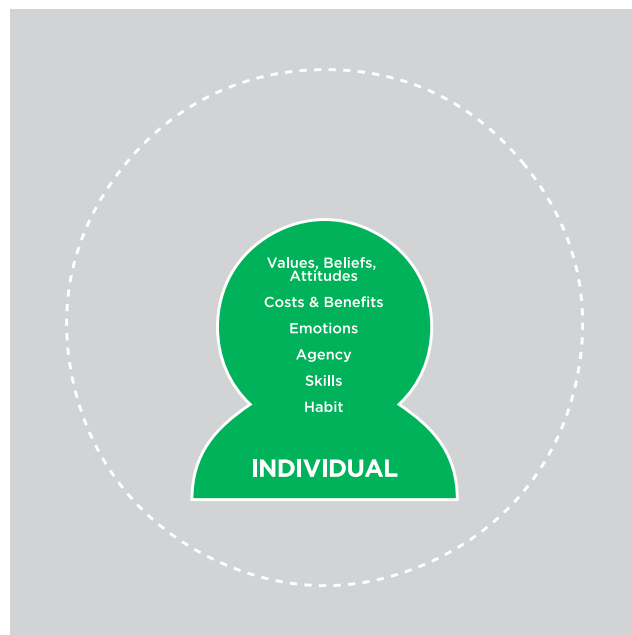 Values, Beliefs,
Attitudes
Costs & Benefits
Emotions
Agency
Skills
Habit
INDIVIDUAL